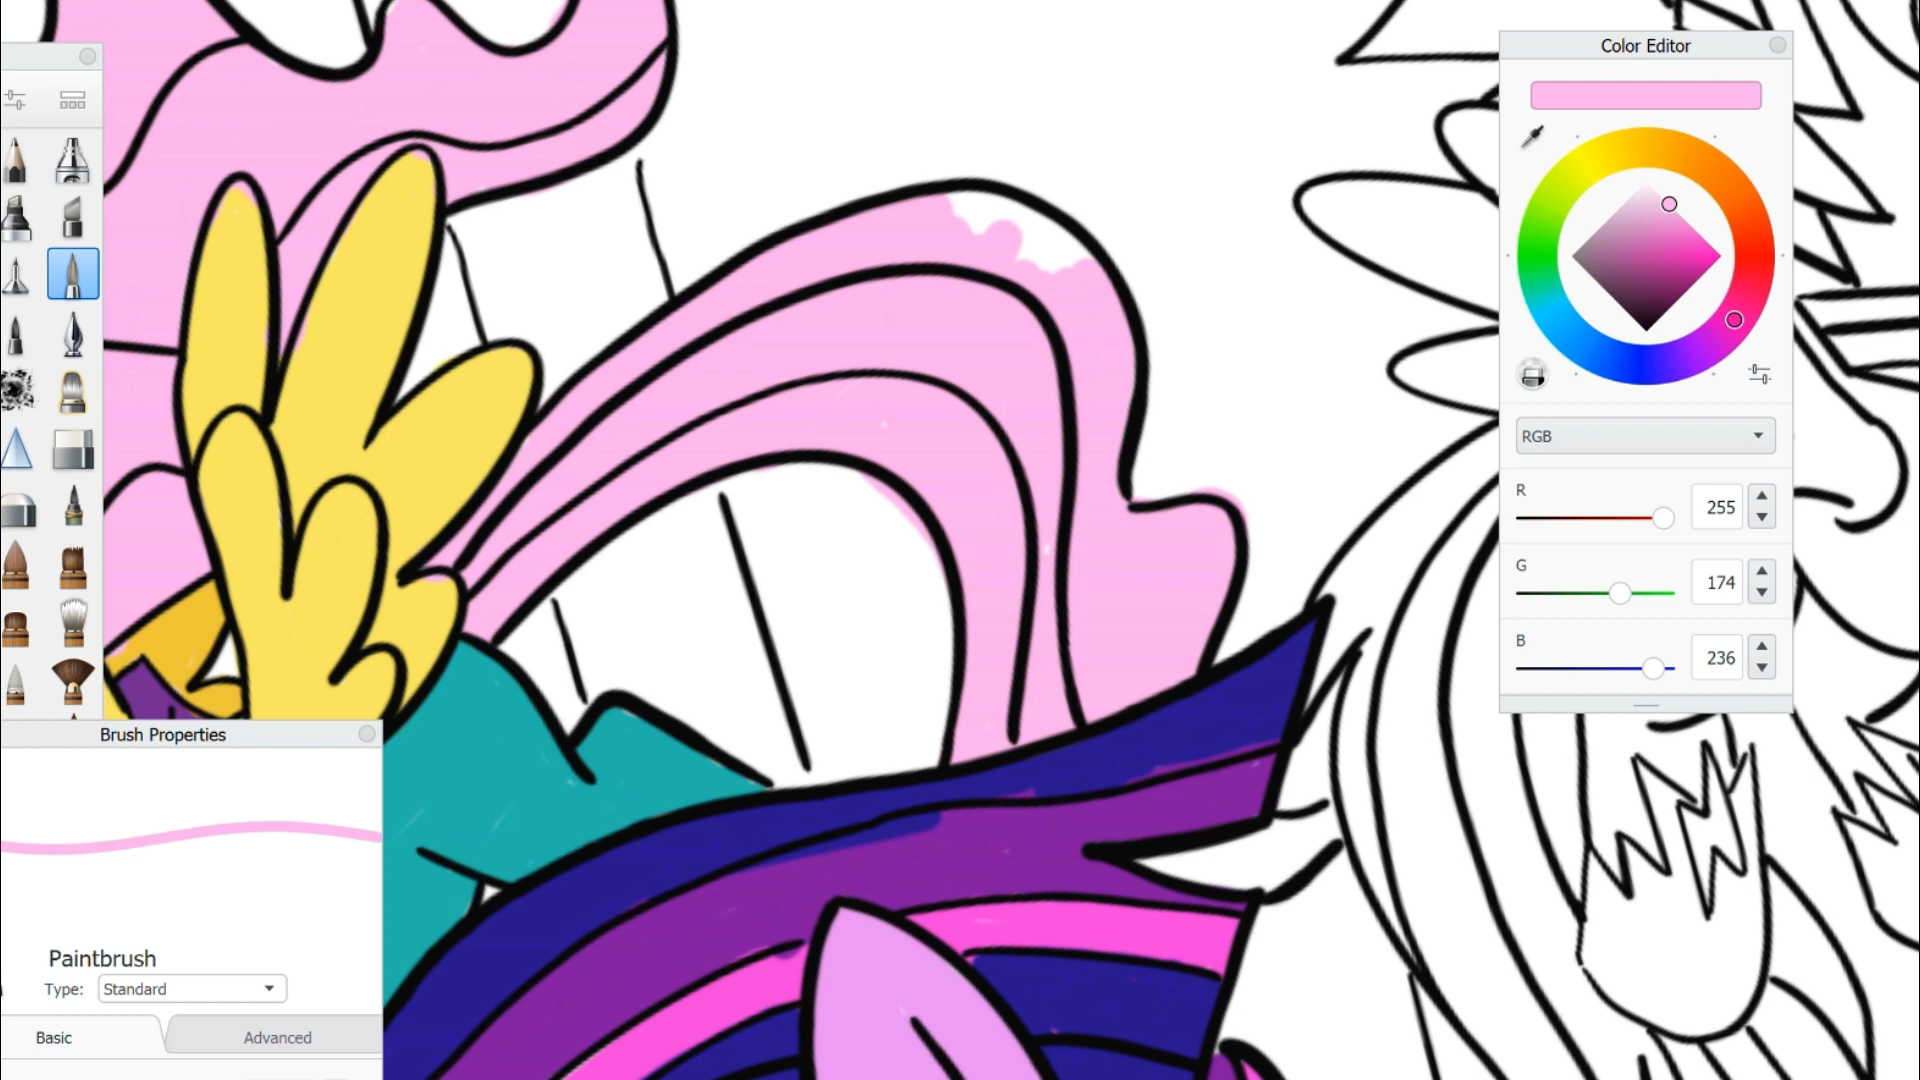 Color Editor
RGB
R
255
G
174
B
236
Brush Properties
Paintbrush
Type: Standard
Basic
Advanced